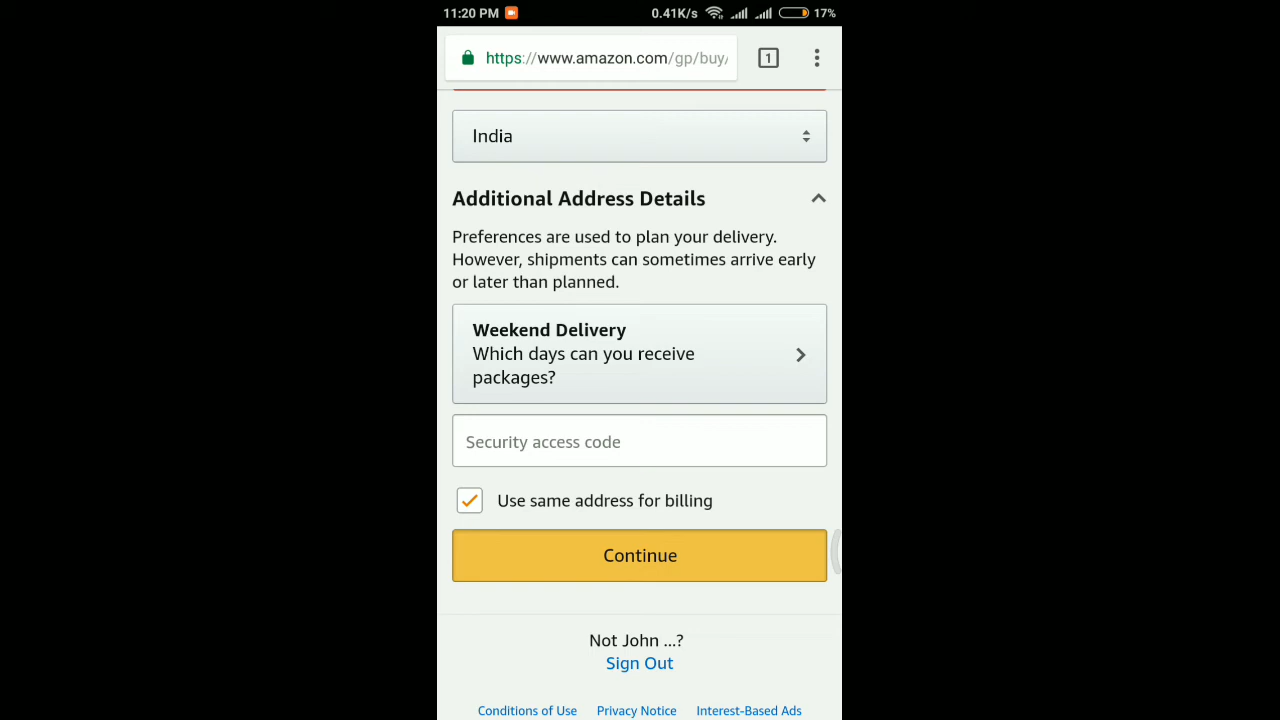 11:20 PM 0.41K/s 17%
https://www.amazon.com/gp/buy/ 1
India
Additional Address Details
Preferences are used to plan your delivery.
However, shipments can sometimes arrive early
or later than planned.
Weekend Delivery
Which days can you receive
packages?
Security access code
Use same address for billing
Continue
Not John ...?
Sign Out
Conditions of Use Privacy Notice Interest-Based Ads